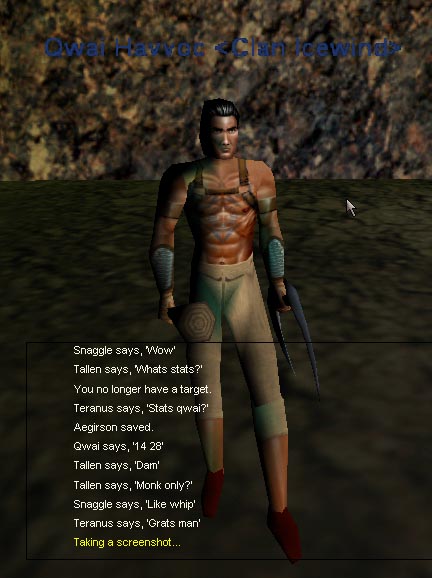 Qwai Havvoc <Clan Icewind>
Snaggle says, 'Wow'
Tallen says, 'Whats stats?'
You no longer have a target.
Teranus says, 'Stats qwai?'
Aegirson saved.
Qwai says, '14 28'
Tallen says, 'Dam'
Tallen says, 'Monk only?'
Snaggle says, 'Like whip'
Teranus says, 'Grats man'
Taking a screenshot...